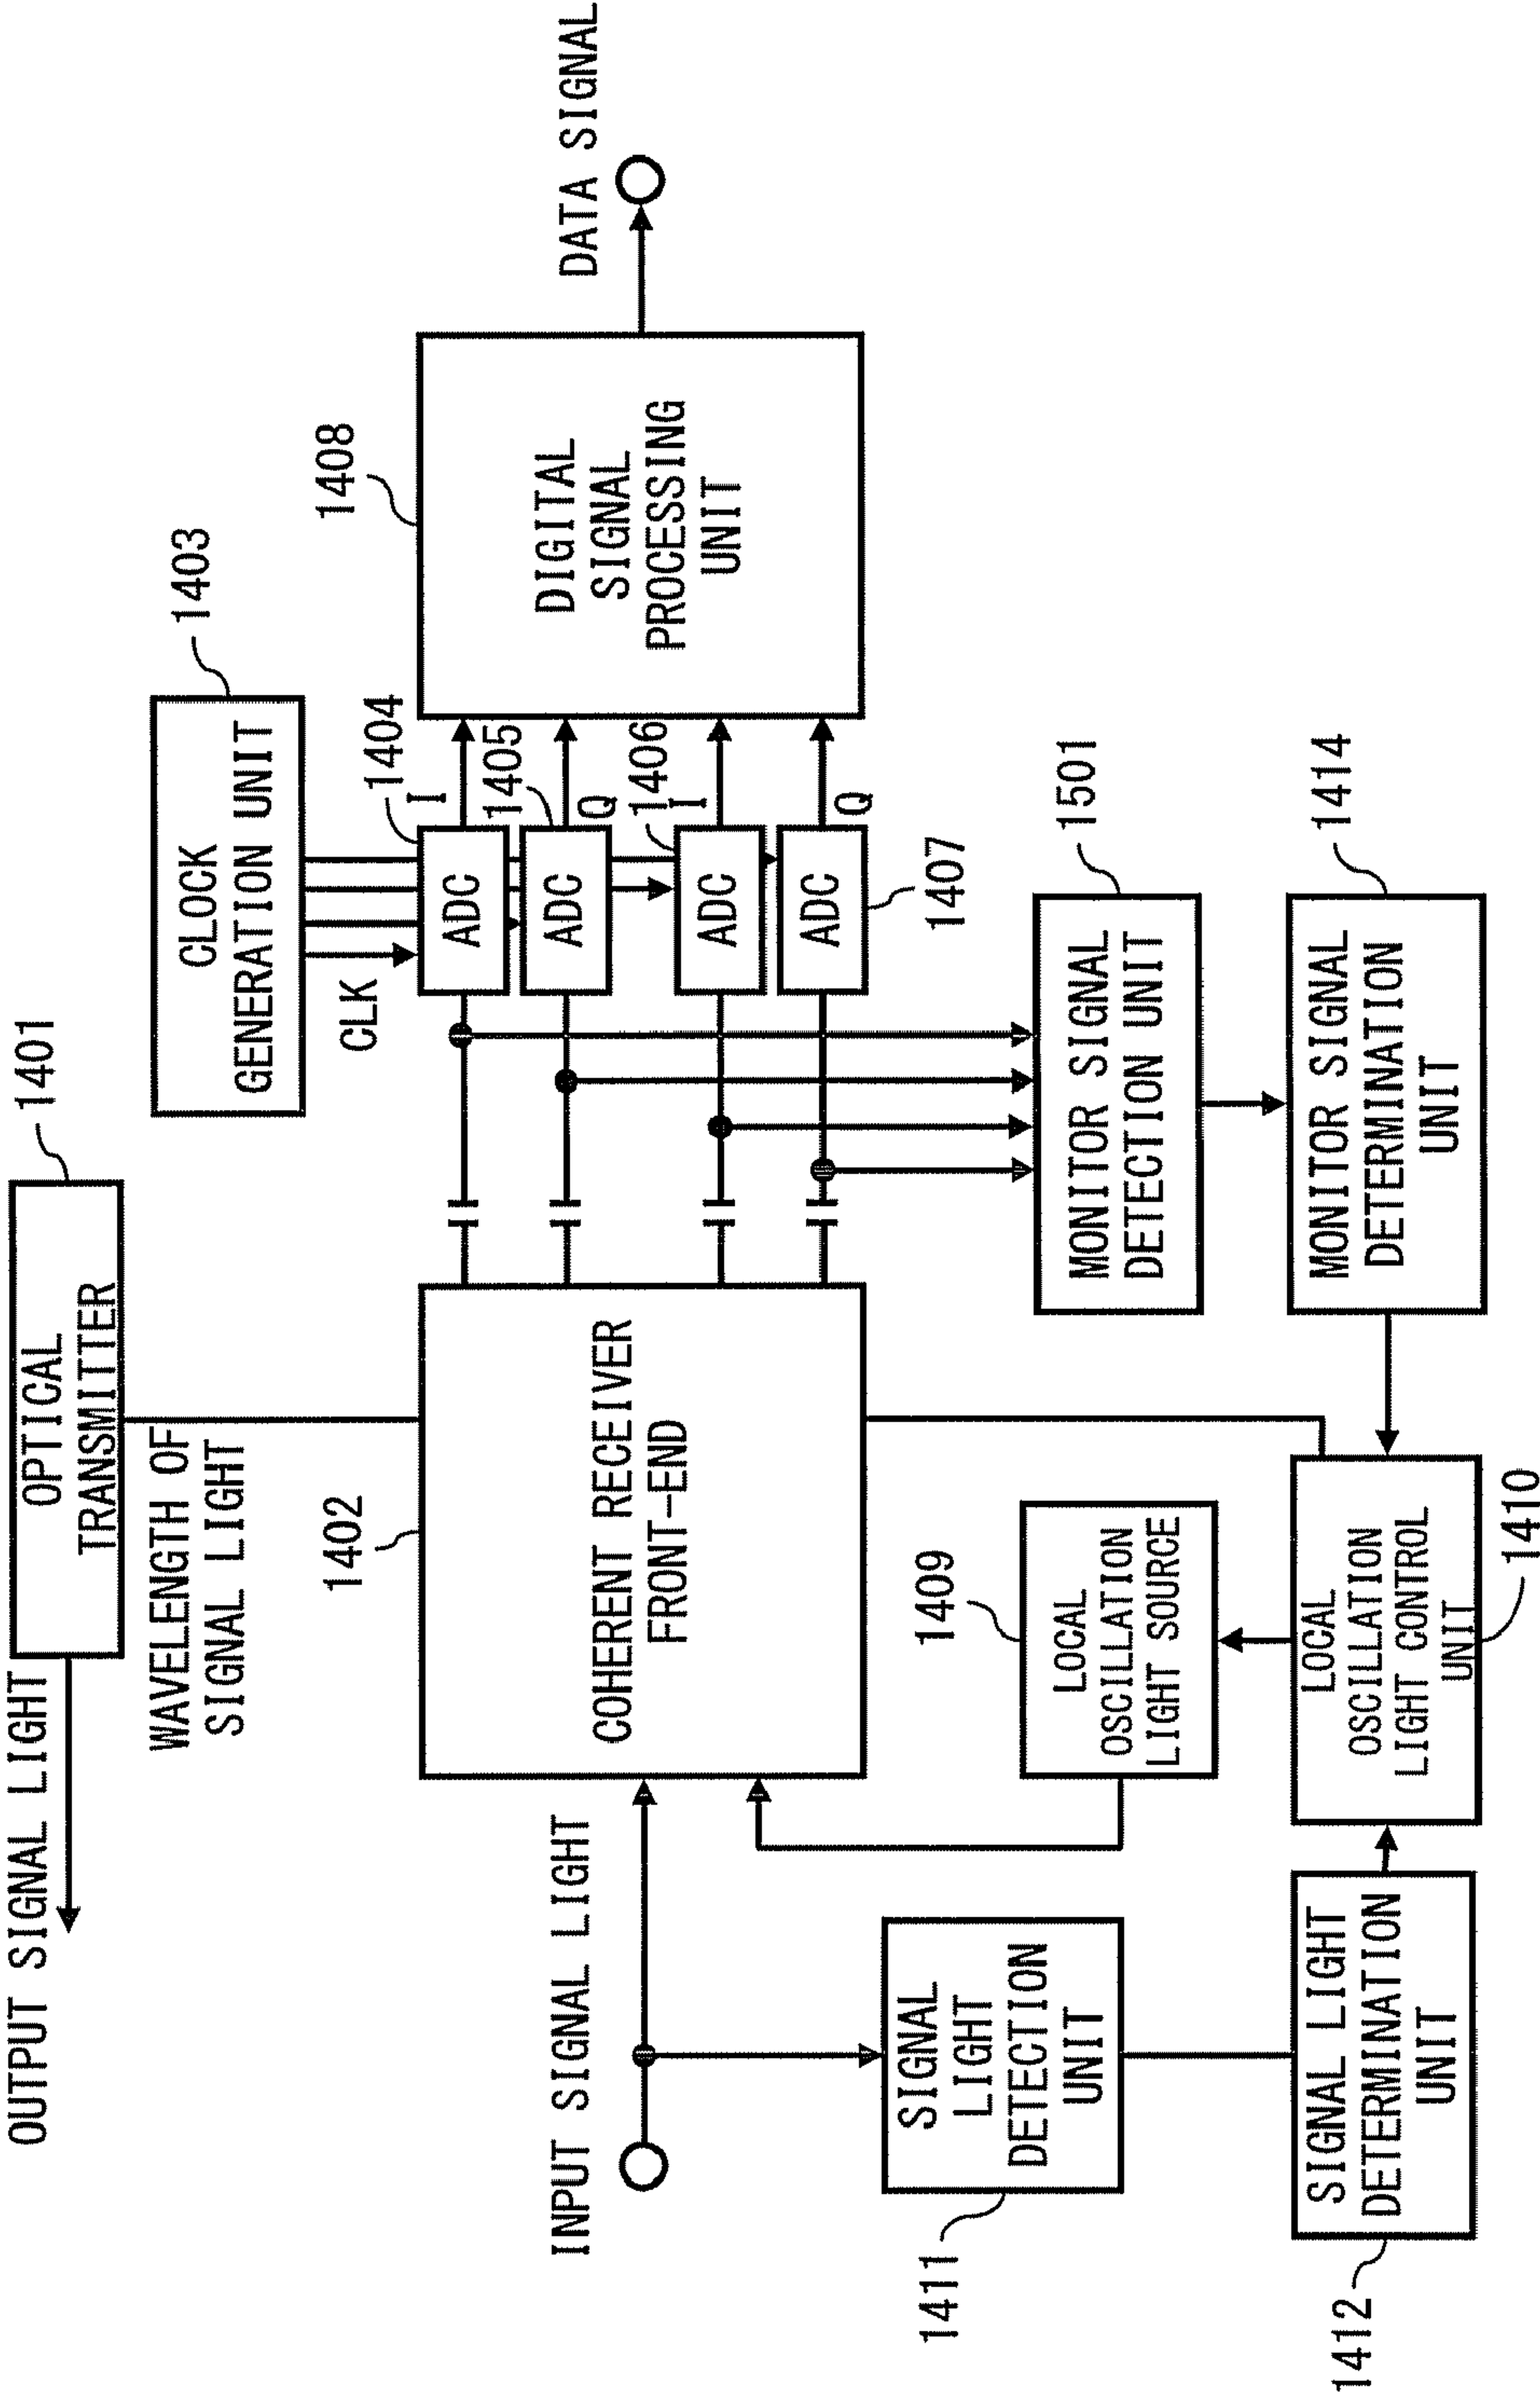 OUTPUT SIGNAL LIGHT
OPTICAL
TRANSMITTER
1401
WAVELENGTH OF
SIGNAL LIGHT
CLOCK
GENERATION UNIT
1403
CLK
1402
COHERENT RECEIVER
FRONT-END
INPUT SIGNAL LIGHT
ADC
1404
I
ADC
1405
Q
ADC
1406
I
ADC
1407
Q
1408
DIGITAL
SIGNAL
PROCESSING
UNIT
DATA SIGNAL
SIGNAL
LIGHT
DETECTION
UNIT
1411
1409
LOCAL
OSCILLATION
LIGHT SOURCE
MONITOR SIGNAL
DETECTION UNIT
1501
SIGNAL LIGHT
DETERMINATION
UNIT
1412
LOCAL
OSCILLATION
LIGHT CONTROL
UNIT
1410
MONITOR SIGNAL
DETERMINATION
UNIT
1414